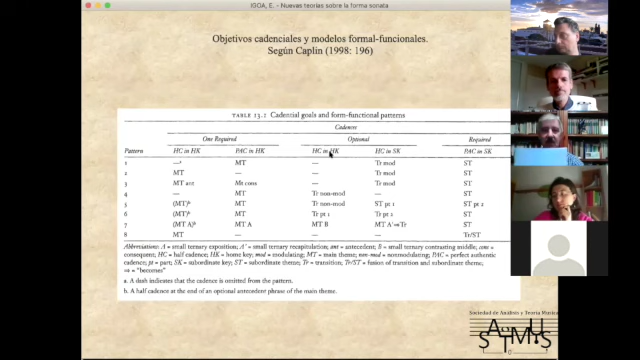 IGOA, E. - Nuevas teorías sobre la forma sonata
Objetivos cadenciales y modelos formal-funcionales.
Según Caplin (1998: 196)
TABLE 13.1 Cadential goals and form-functional patterns
Cadences
One Required Optional Required
Pattern HC in HK PAC in HK HC in HK HC in SK PAC in SK
1 —ª MT — Tr mod ST
2 MT — — Tr mod ST
3 MT ant Mt cons — Tr mod ST
4 — MT Tr non-mod — ST
5 (MT)ᵇ MT Tr non-mod ST pt 1 ST pt 2
6 (MT)ᵇ MT Tr pt 1 Tr pt 2 ST
7 (MT A)ᵇ MT A MT B MT A'⇒Tr ST
8 MT — — — Tr/ST
Abbreviations: A = small ternary exposition; A' = small ternary recapitulation; ant = antecedent; B = small ternary contrasting middle, cons =
consequent, HC = half cadence; HK = home key; mod = modulating; MT = main theme; non-mod = nonmodulating; PAC = perfect authentic
cadence, pt = part; SK = subordinate key; ST = subordinate theme; Tr = transition; Tr/ST = fusion of transition and subordinate theme;
⇒ = "becomes"
a. A dash indicates that the cadence is omitted from the pattern.
b. A half cadence at the end of an optional antecedent phrase of the main theme.
Sociedad de Análisis y Teoría Musical